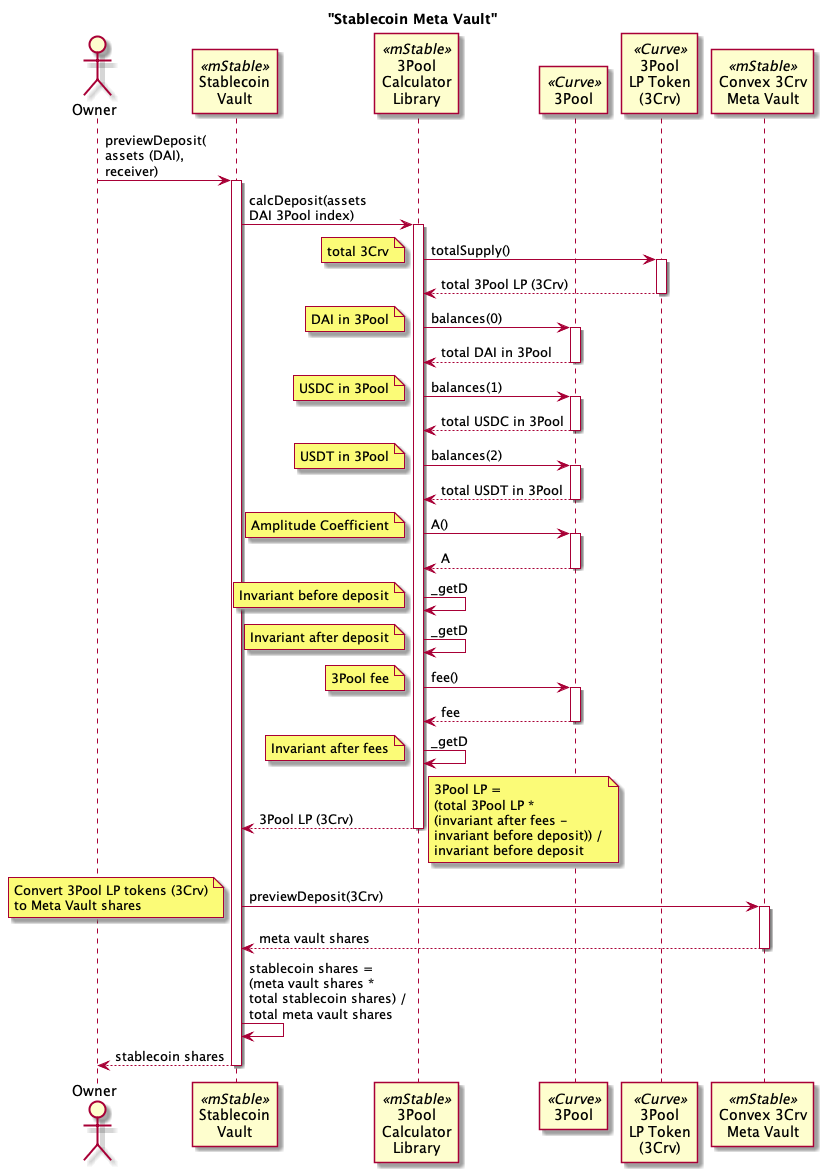 "Stablecoin Meta Vault"
Owner
«mStable»
Stablecoin
Vault
«mStable»
3Pool
Calculator
Library
«Curve»
3Pool
«Curve»
3Pool
LP Token
(3Crv)
«mStable»
Convex 3Crv
Meta Vault
previewDeposit(
assets (DAI),
receiver)
calcDeposit(assets
DAI 3Pool index)
total 3Crv
totalSupply()
total 3Pool LP (3Crv)
DAI in 3Pool
balances(0)
total DAI in 3Pool
USDC in 3Pool
balances(1)
total USDC in 3Pool
USDT in 3Pool
balances(2)
total USDT in 3Pool
Amplitude Coefficient
A()
A
Invariant before deposit
_getD
Invariant after deposit
_getD
3Pool fee
fee()
fee
Invariant after fees
_getD
3Pool LP (3Crv)
3Pool LP =
(total 3Pool LP *
(invariant after fees -
invariant before deposit)) /
invariant before deposit
Convert 3Pool LP tokens (3Crv)
to Meta Vault shares
previewDeposit(3Crv)
meta vault shares
stablecoin shares =
(meta vault shares *
total stablecoin shares) /
total meta vault shares
stablecoin shares
Owner
«mStable»
Stablecoin
Vault
«mStable»
3Pool
Calculator
Library
«Curve»
3Pool
«Curve»
3Pool
LP Token
(3Crv)
«mStable»
Convex 3Crv
Meta Vault